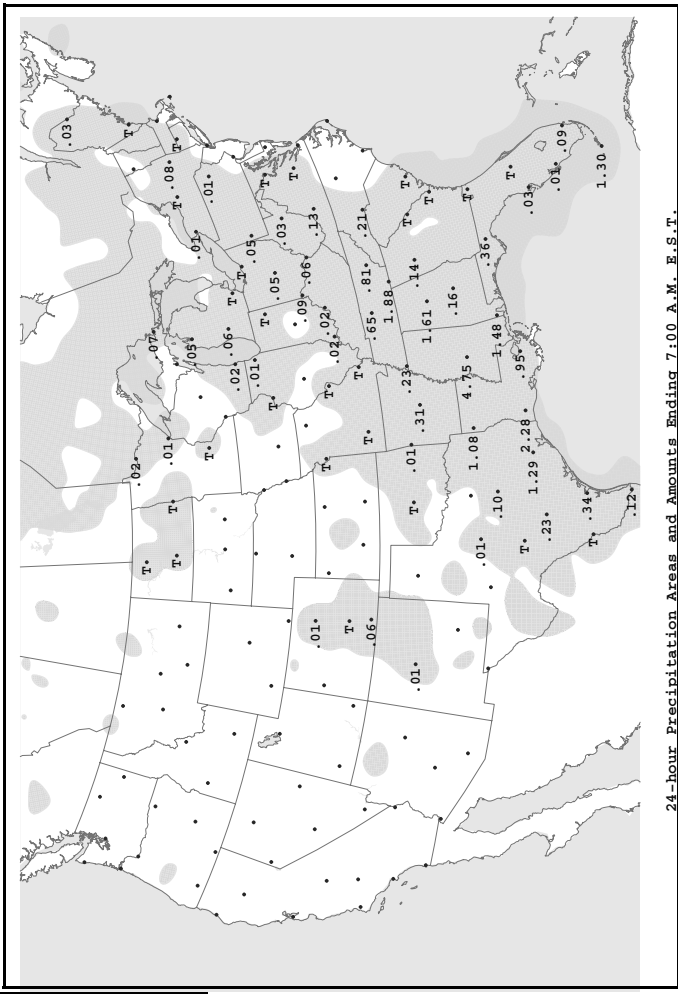 .03
T
.02
T
.07
.01
.08
T
T
T
T
.05
.01
T
.01
.06
T
.02
T
.05
.01
T
T
T
.05
.03
T
.09
.06
.13
.01
.02
T
T
.02
T
T
.21
.81
T
.65
.06
1.88
T
.23
T
.01
T
.14
.01
.31
1.61
T
.16
4.75
T
1.08
.01
.36
1.48
.10
T
.95
T
2.28
.03
1.29
.23
.01
.09
.34
T
1.30
.12
24-hour Precipitation Areas and Amounts Ending 7:00 A.M. E.S.T.